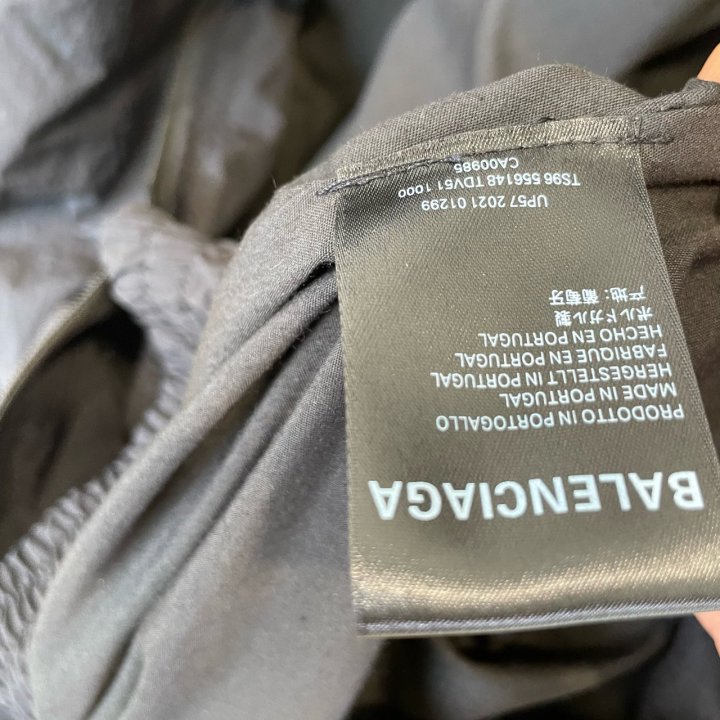 BALENCIAGA
PRODOTTO IN PORTOGALLO
MADE IN PORTUGAL
HERGESTELLT IN PORTUGAL
FABRIQUE EN PORTUGAL
HECHO EN PORTUGAL
ポルトガル製
产地:葡萄牙
UP57 2021 01299
TS96 556148 TDV51 1000
CA00985